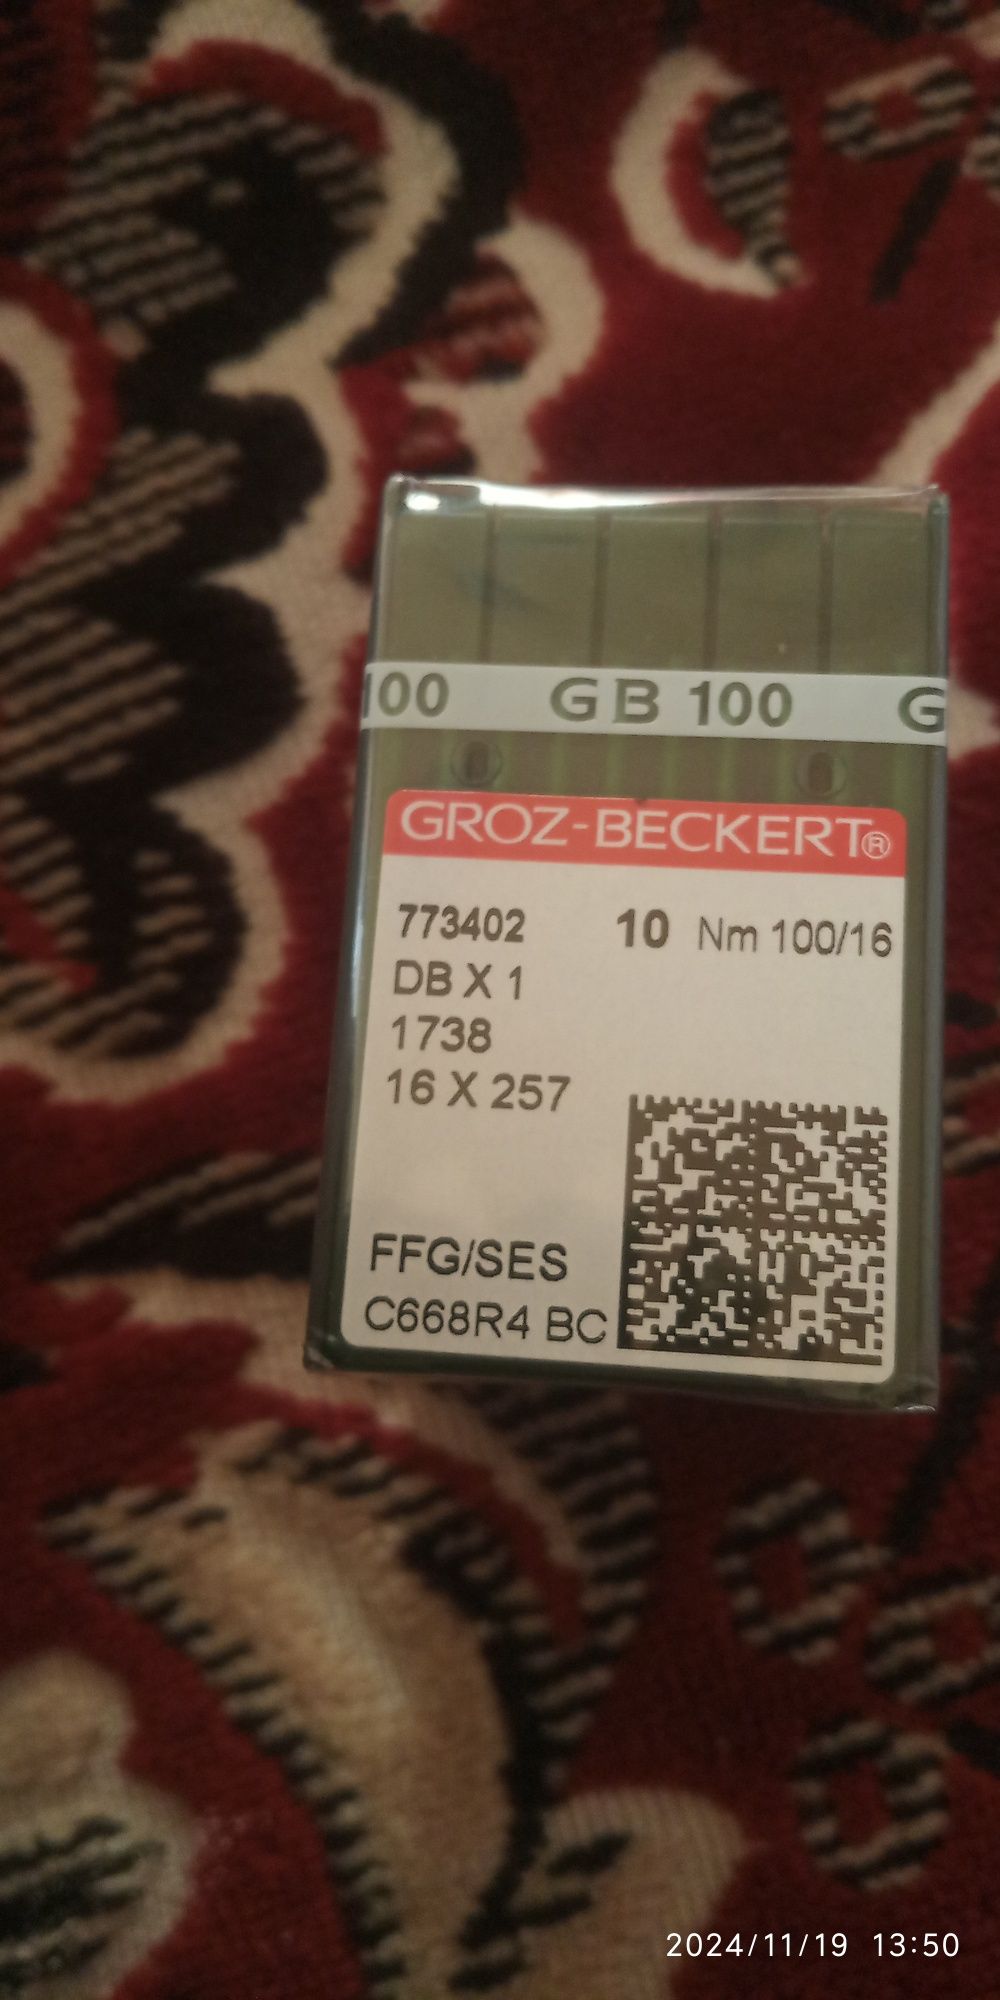 100 GB 100 G
GROZ-BECKERT®
773402 10 Nm 100/16
DB X 1
1738
16 X 257
FFG/SES
C668R4 BC
2024/11/19 13:50